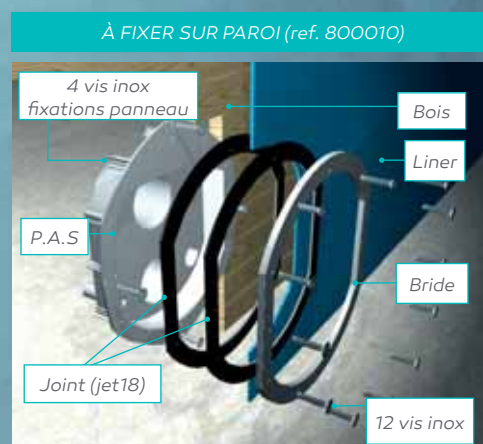 À FIXER SUR PAROI (ref. 800010)
4 vis inox
fixations panneau
Bois
Liner
P.A.S
Bride
Joint (jet18)
12 vis inox